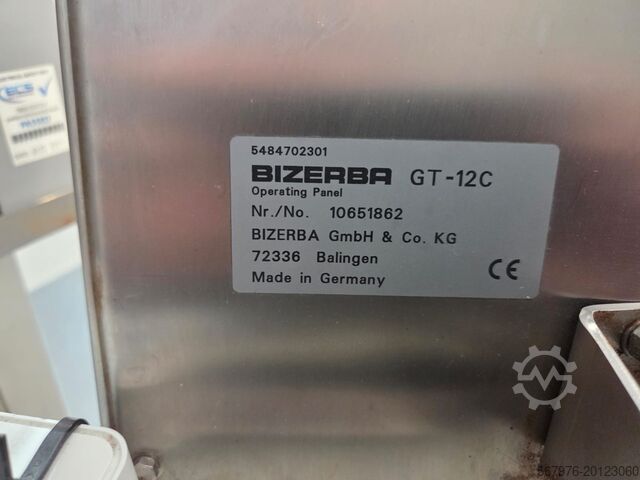 5484702301
BIZERBA GT-12C
Operating Panel
Nr./No. 10651862
BIZERBA GmbH & Co. KG
72336 Balingen
Made in Germany CE
567976-20123060